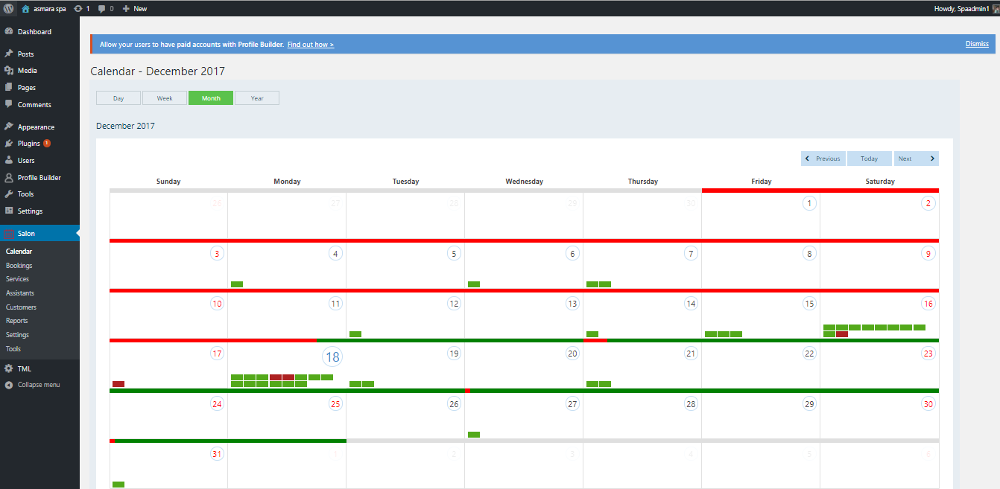 asmara spa 1 0 New Howdy, Spaadmin1
Dashboard
Posts
Media
Pages
Comments
Appearance
Plugins 1
Users
Profile Builder
Tools
Settings
Salon
Calendar
Bookings
Services
Assistants
Customers
Reports
Settings
Tools
TML
Collapse menu
Allow your users to have paid accounts with Profile Builder. Find out how > Dismiss
Calendar - December 2017
Day Week Month Year
December 2017
Previous Today Next
Sunday Monday Tuesday Wednesday Thursday Friday Saturday
26 27 28 29 30 1 2
3 4 5 6 7 8 9
10 11 12 13 14 15 16
17 18 19 20 21 22 23
24 25 26 27 28 29 30
31 1 2 3 4 5 6